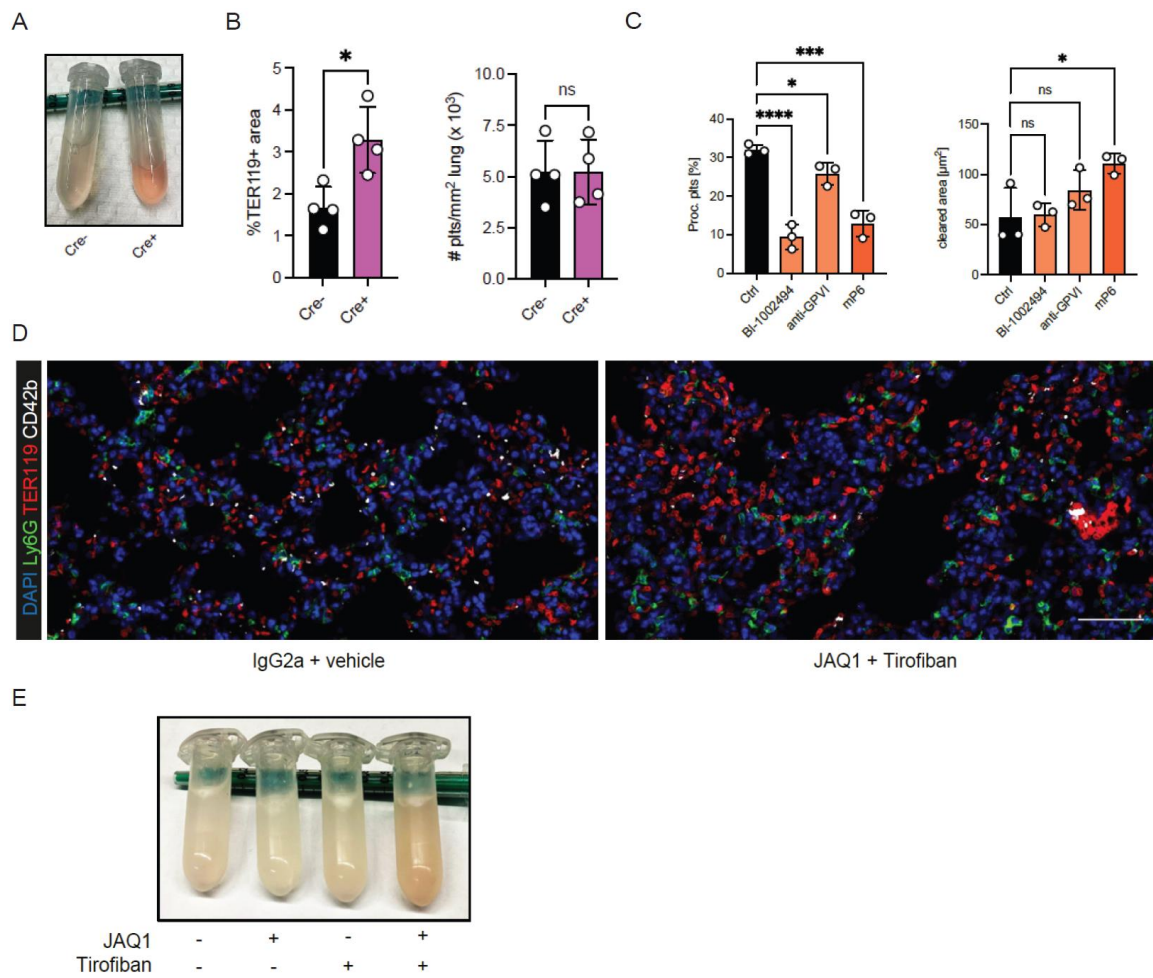 A
Cre-
Cre+
B
%TER119+ area
5
4
3
2
1
0
*
Cre-
Cre+
# plts/mm² lung (x 10³)
10.0
7.5
5.0
2.5
0.0
ns
Cre-
Cre+
C
Proc. plts [%]
40
30
20
10
0
***
*
****
Ctrl
BI-1002494
anti-GPVI
mP6
cleared area [µm²]
150
100
50
0
*
ns
ns
Ctrl
BI-1002494
anti-GPVI
mP6
D
DAPI Ly6G TER119 CD42b
IgG2a + vehicle
JAQ1 + Tirofiban
E
JAQ1 - + - +
Tirofiban - - + +